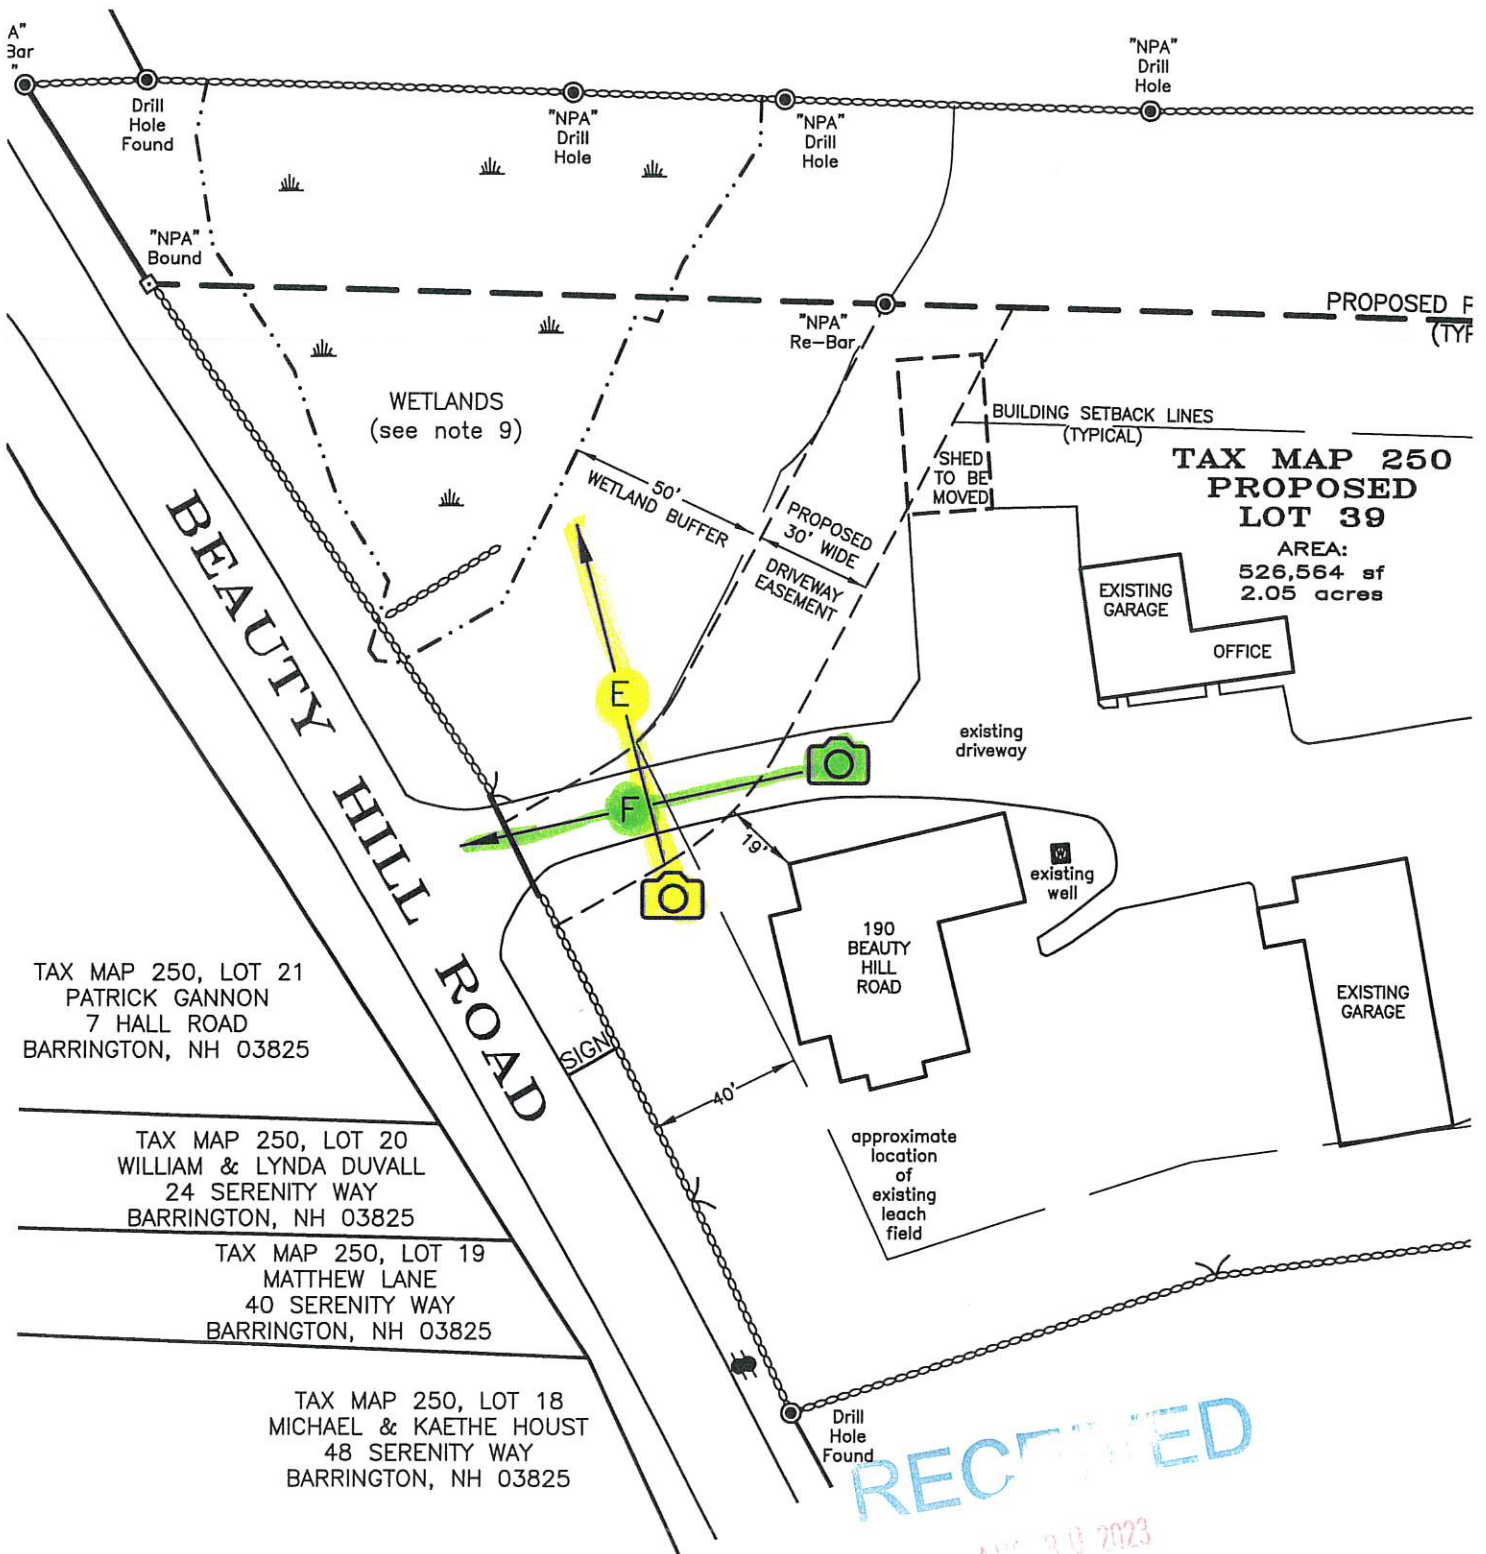 A"
Bar
"
Drill
Hole
Found
"NPA"
Drill
Hole
"NPA"
Drill
Hole
"NPA"
Drill
Hole
"NPA"
Bound
"NPA"
Re-Bar
PROPOSED
WETLANDS
(see note 9)
50'
WETLAND BUFFER
PROPOSED
30' WIDE
DRIVEWAY
EASEMENT
SHED
TO BE
MOVED
BUILDING SETBACK LINES
(TYPICAL)
TAX MAP 250
PROPOSED
LOT 39
AREA:
526,564 sf
2.05 acres
EXISTING
GARAGE
OFFICE
existing
driveway
E
F
19'
W
existing
well
190
BEAUTY
HILL
ROAD
EXISTING
GARAGE
BEAUTY HILL ROAD
SIGN
40'
approximate
location
of
existing
leach
field
TAX MAP 250, LOT 21
PATRICK GANNON
7 HALL ROAD
BARRINGTON, NH 03825
TAX MAP 250, LOT 20
WILLIAM & LYNDA DUVALL
24 SERENITY WAY
BARRINGTON, NH 03825
TAX MAP 250, LOT 19
MATTHEW LANE
40 SERENITY WAY
BARRINGTON, NH 03825
TAX MAP 250, LOT 18
MICHAEL & KAETHE HOUST
48 SERENITY WAY
BARRINGTON, NH 03825
Drill
Hole
Found
RECEIVED
30 2023